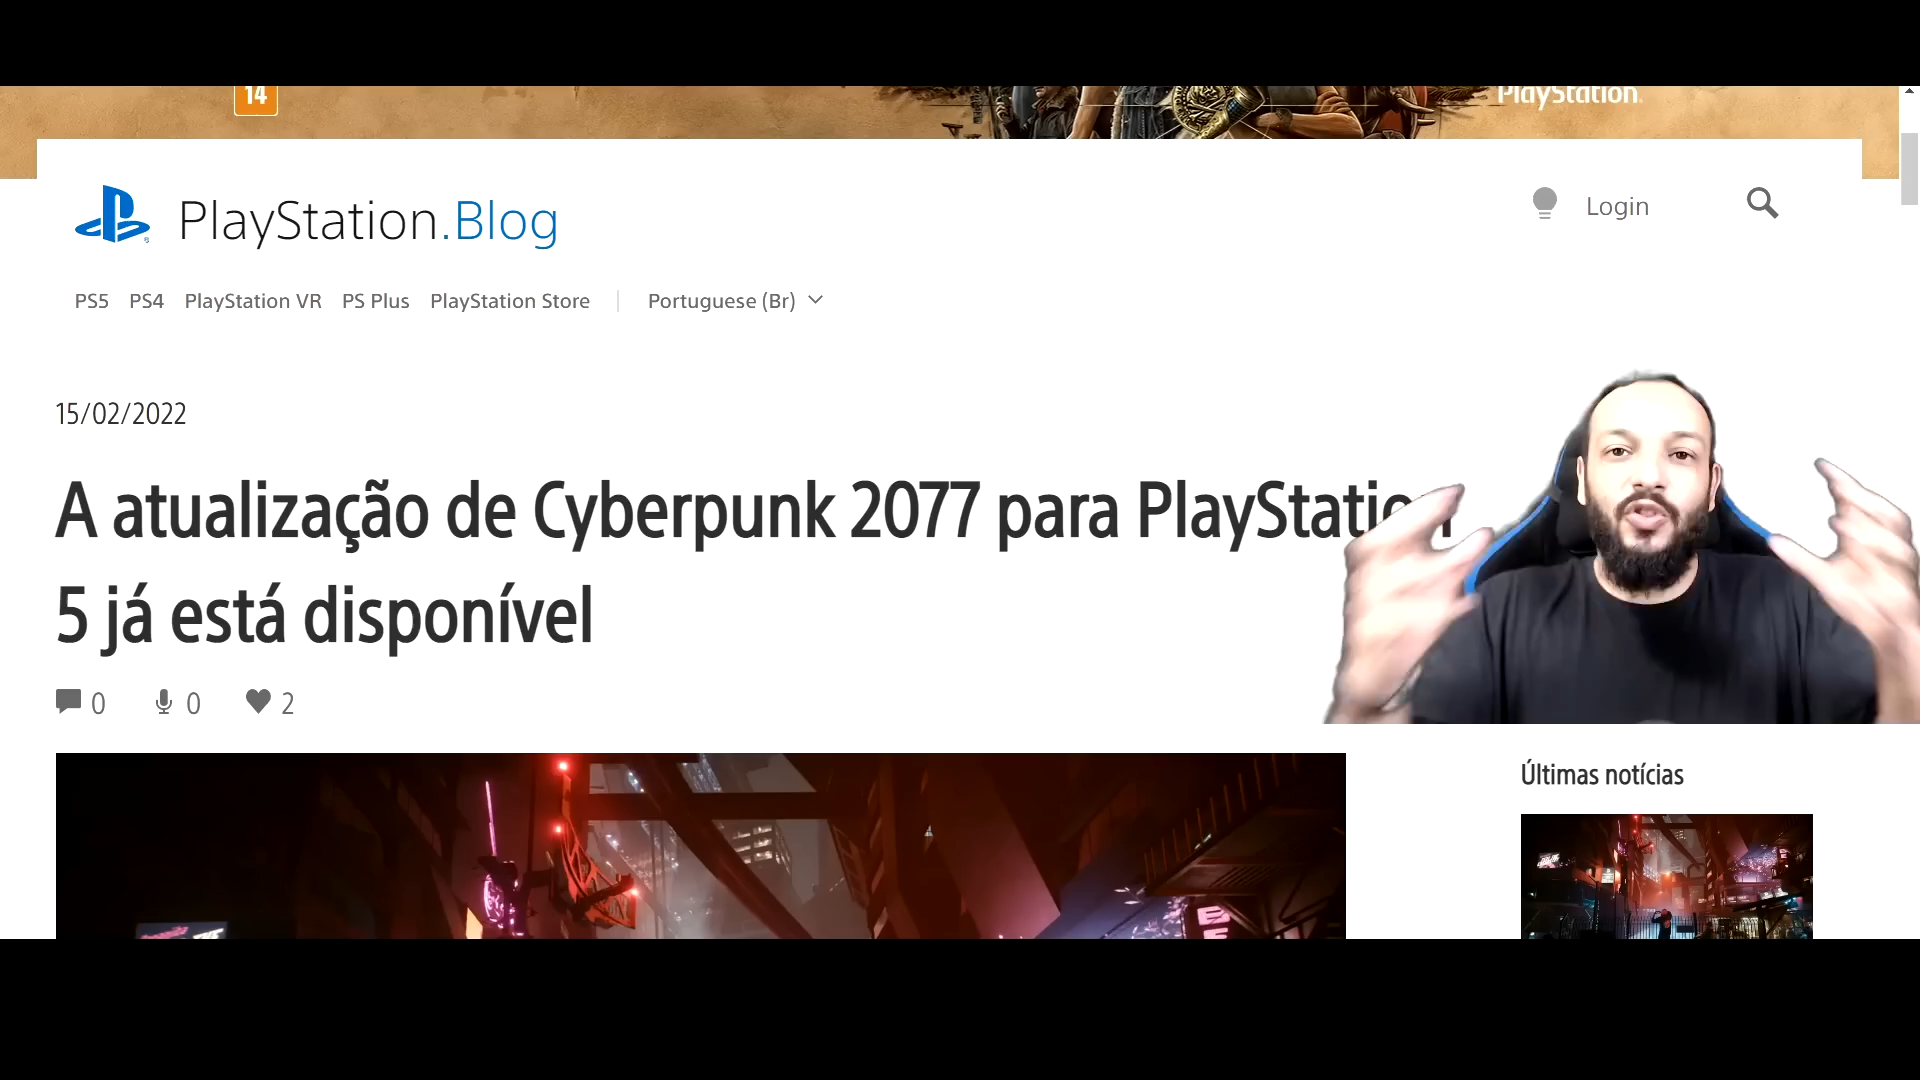 14
PlayStation
PlayStation.Blog
Login
PS5 PS4 PlayStation VR PS Plus PlayStation Store Portuguese (Br)
15/02/2022
A atualização de Cyberpunk 2077 para PlayStation
5 já está disponível
0 0 2
Últimas notícias